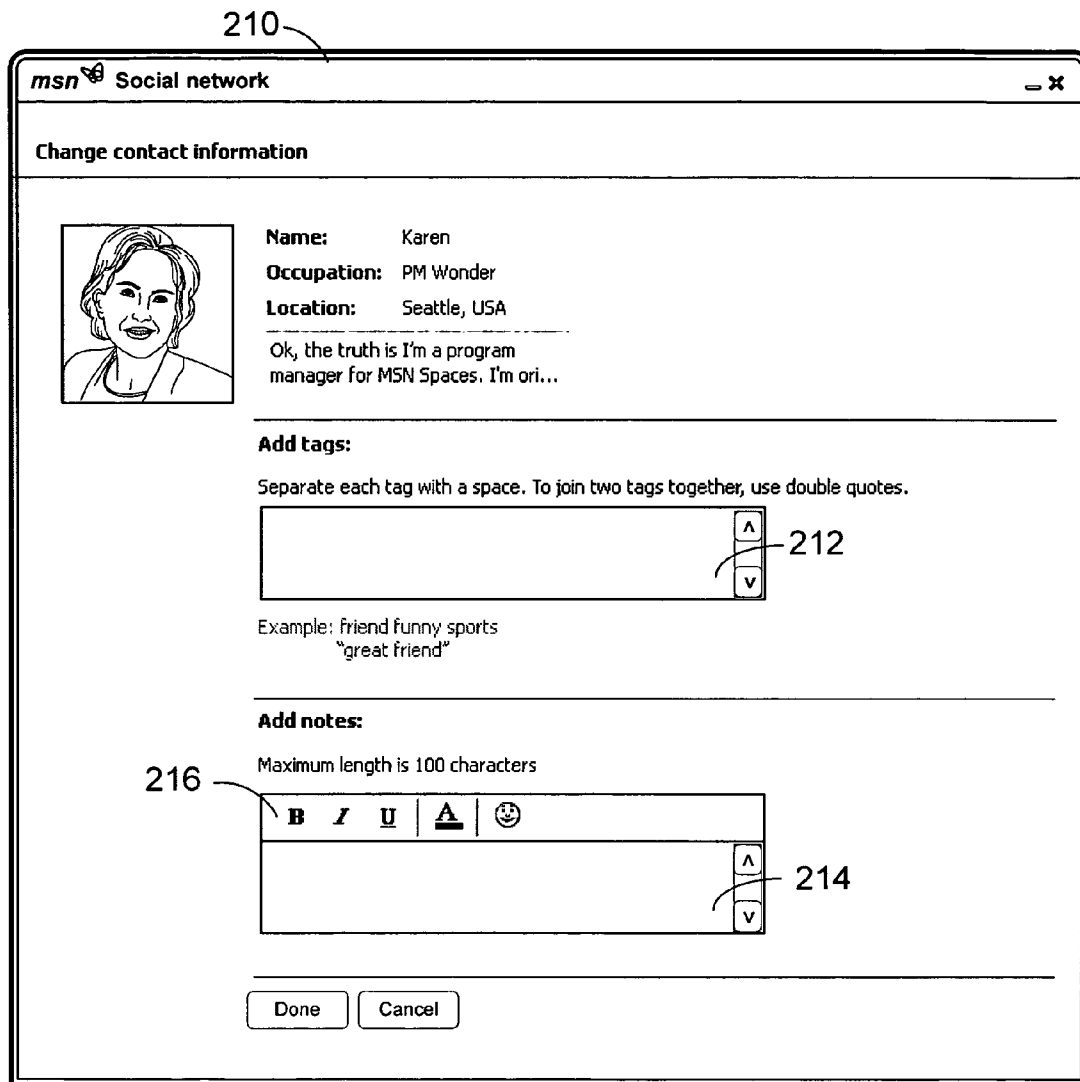 210
msn Social network
Change contact information
Name: Karen
Occupation: PM Wonder
Location: Seattle, USA
Ok, the truth is I'm a program
manager for MSN Spaces. I'm ori...
Add tags:
Separate each tag with a space. To join two tags together, use double quotes.
212
Example: friend funny sports
"great friend"
Add notes:
Maximum length is 100 characters
216
B I U A
214
Done Cancel